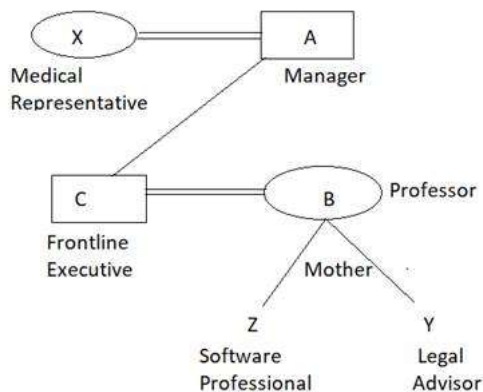 X
A
Medical
Representative
Manager
C
B
Professor
Frontline
Executive
Mother
Z
Y
Software
Professional
Legal
Advisor